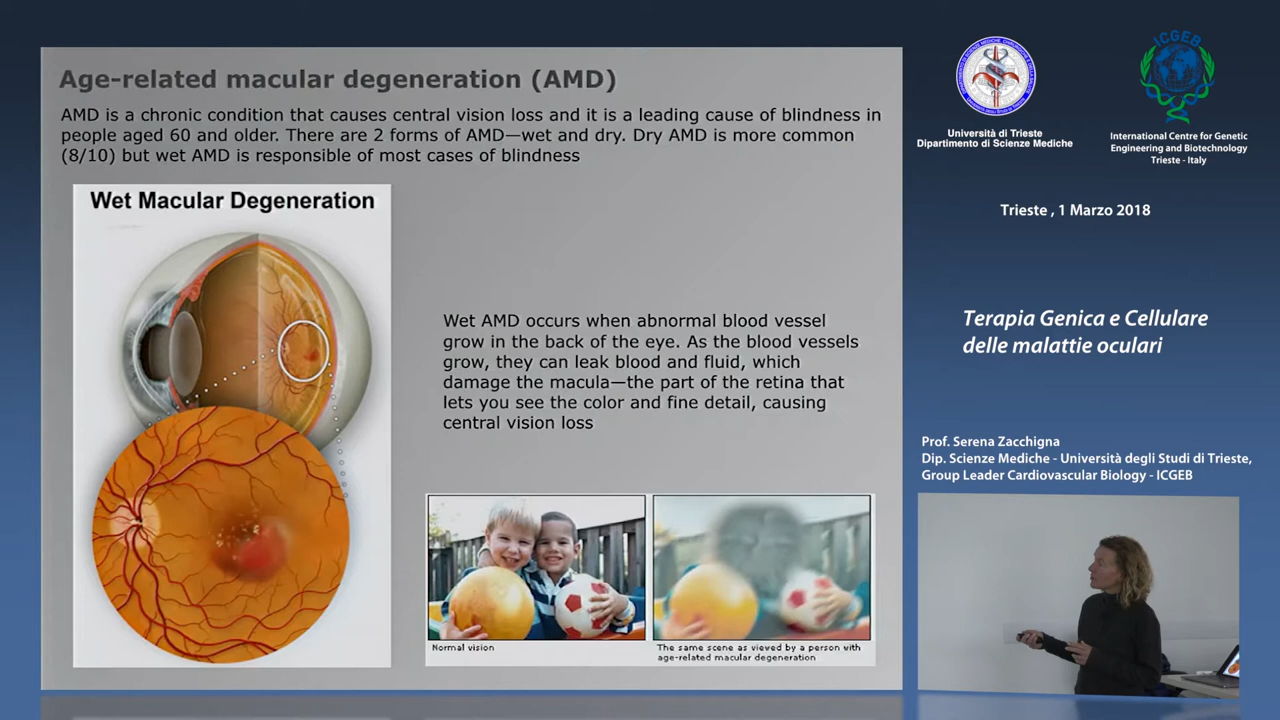 Age-related macular degeneration (AMD)
AMD is a chronic condition that causes central vision loss and it is a leading cause of blindness in
people aged 60 and older. There are 2 forms of AMD—wet and dry. Dry AMD is more common
(8/10) but wet AMD is responsible of most cases of blindness
Wet Macular Degeneration
Wet AMD occurs when abnormal blood vessel
grow in the back of the eye. As the blood vessels
grow, they can leak blood and fluid, which
damage the macula—the part of the retina that
lets you see the color and fine detail, causing
central vision loss
Normal vision
The same scene as viewed by a person with
age-related macular degeneration
Università di Trieste
Dipartimento di Scienze Mediche
ICGEB
International Centre for Genetic
Engineering and Biotechnology
Trieste - Italy
Trieste , 1 Marzo 2018
Terapia Genica e Cellulare
delle malattie oculari
Prof. Serena Zacchigna
Dip. Scienze Mediche - Università degli Studi di Trieste,
Group Leader Cardiovascular Biology - ICGEB